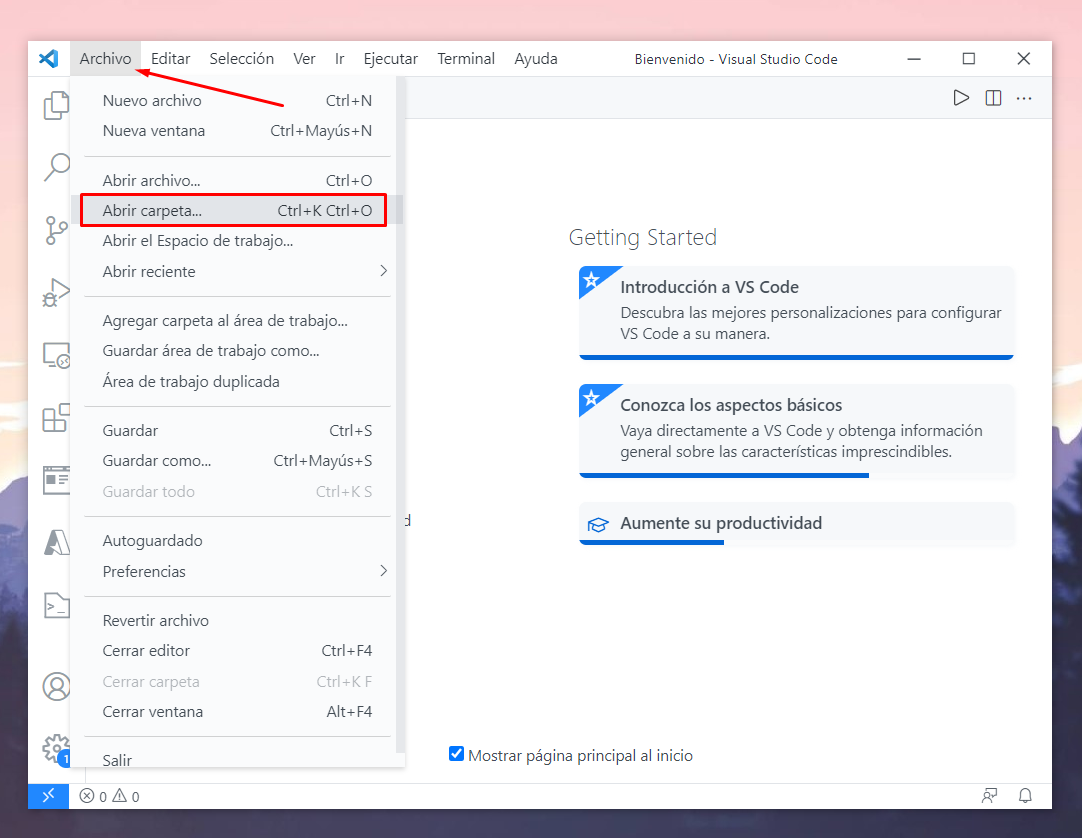 Archivo Editar Selección Ver Ir Ejecutar Terminal Ayuda Bienvenido - Visual Studio Code
Nuevo archivo Ctrl+N
Nueva ventana Ctrl+Mayús+N
Abrir archivo... Ctrl+O
Abrir carpeta... Ctrl+K Ctrl+O
Abrir el Espacio de trabajo...
Abrir reciente
Agregar carpeta al área de trabajo...
Guardar área de trabajo como...
Área de trabajo duplicada
Guardar Ctrl+S
Guardar como... Ctrl+Mayús+S
Guardar todo Ctrl+K S
Autoguardado
Preferencias
Revertir archivo
Cerrar editor Ctrl+F4
Cerrar carpeta Ctrl+K F
Cerrar ventana Alt+F4
Salir
Getting Started
Introducción a VS Code
Descubra las mejores personalizaciones para configurar
VS Code a su manera.
Conozca los aspectos básicos
Vaya directamente a VS Code y obtenga información
general sobre las características imprescindibles.
Aumente su productividad
d
Mostrar página principal al inicio
1
0 0